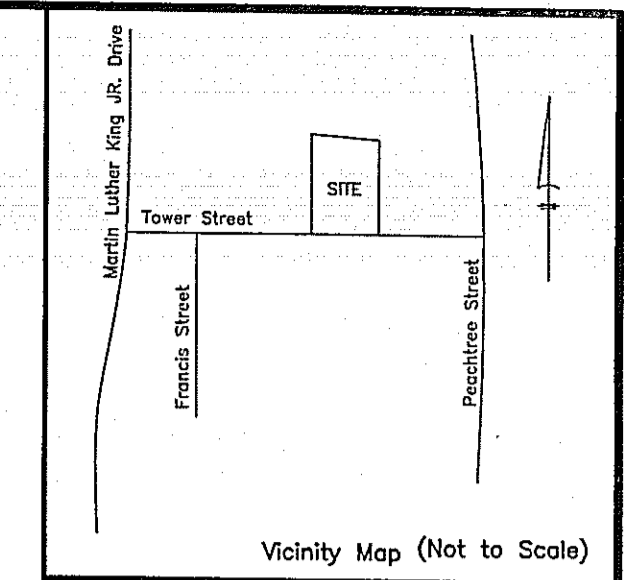 Martin Luther King JR. Drive
SITE
Tower Street
Francis Street
Peachtree Street
Vicinity Map (Not to Scale)